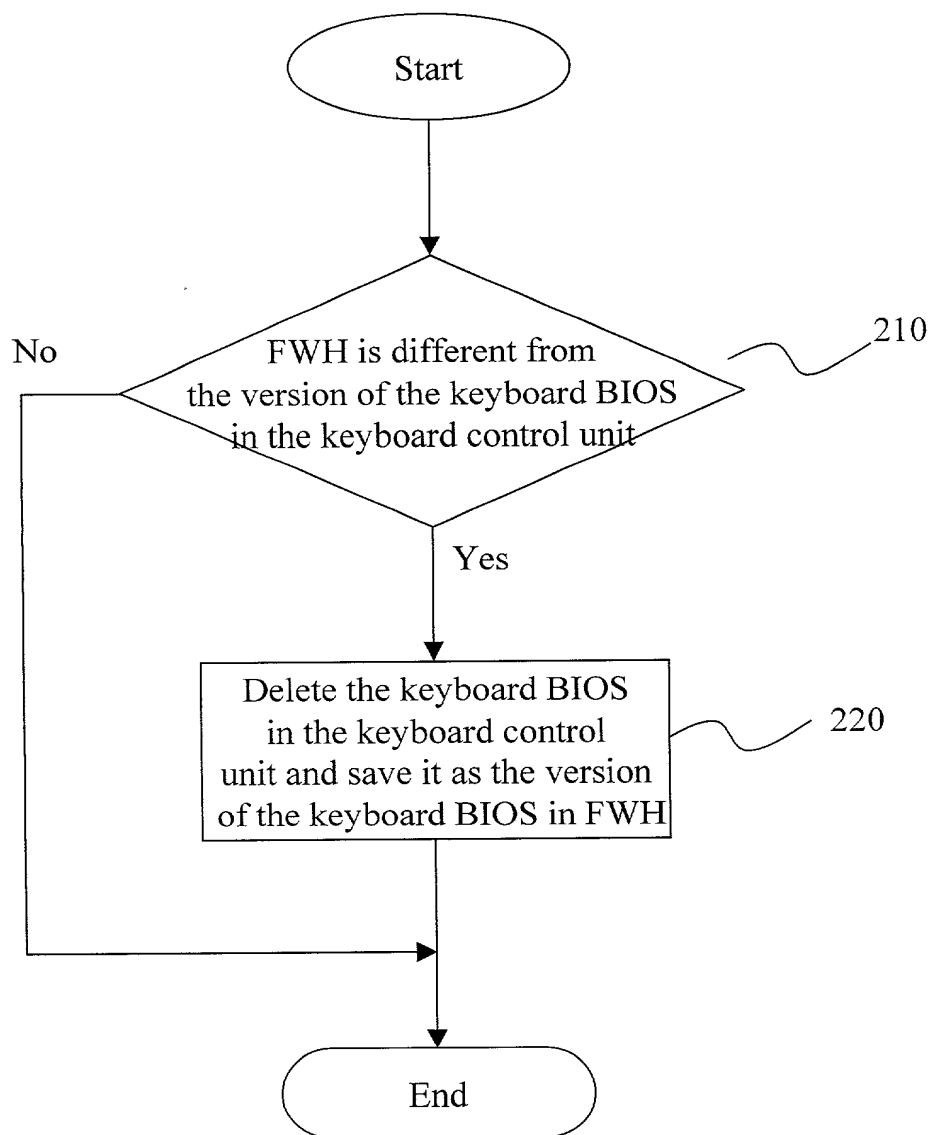 Start
210
No
FWH is different from
the version of the keyboard BIOS
in the keyboard control unit
Yes
Delete the keyboard BIOS
in the keyboard control
unit and save it as the version
of the keyboard BIOS in FWH
220
End